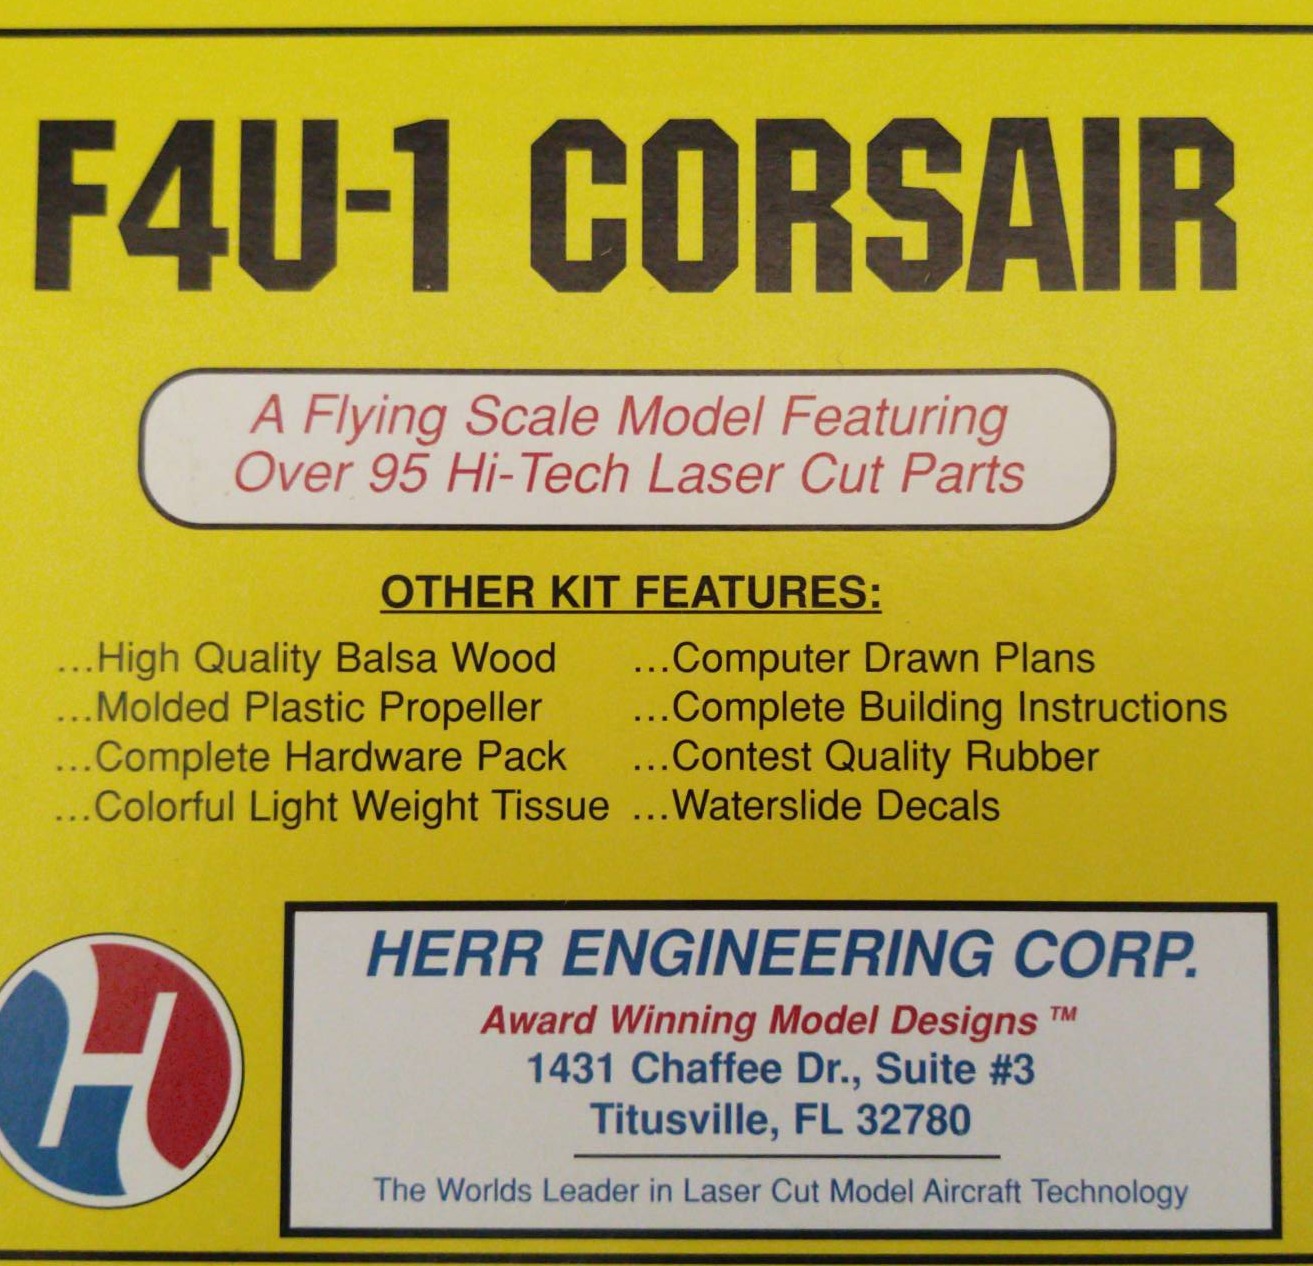 F4U-1 CORSAIR
A Flying Scale Model Featuring
Over 95 Hi-Tech Laser Cut Parts
OTHER KIT FEATURES:
...High Quality Balsa Wood
...Molded Plastic Propeller
...Complete Hardware Pack
...Colorful Light Weight Tissue
...Computer Drawn Plans
...Complete Building Instructions
...Contest Quality Rubber
...Waterslide Decals
H
HERR ENGINEERING CORP.
Award Winning Model Designs ™
1431 Chaffee Dr., Suite #3
Titusville, FL 32780
The Worlds Leader in Laser Cut Model Aircraft Technology